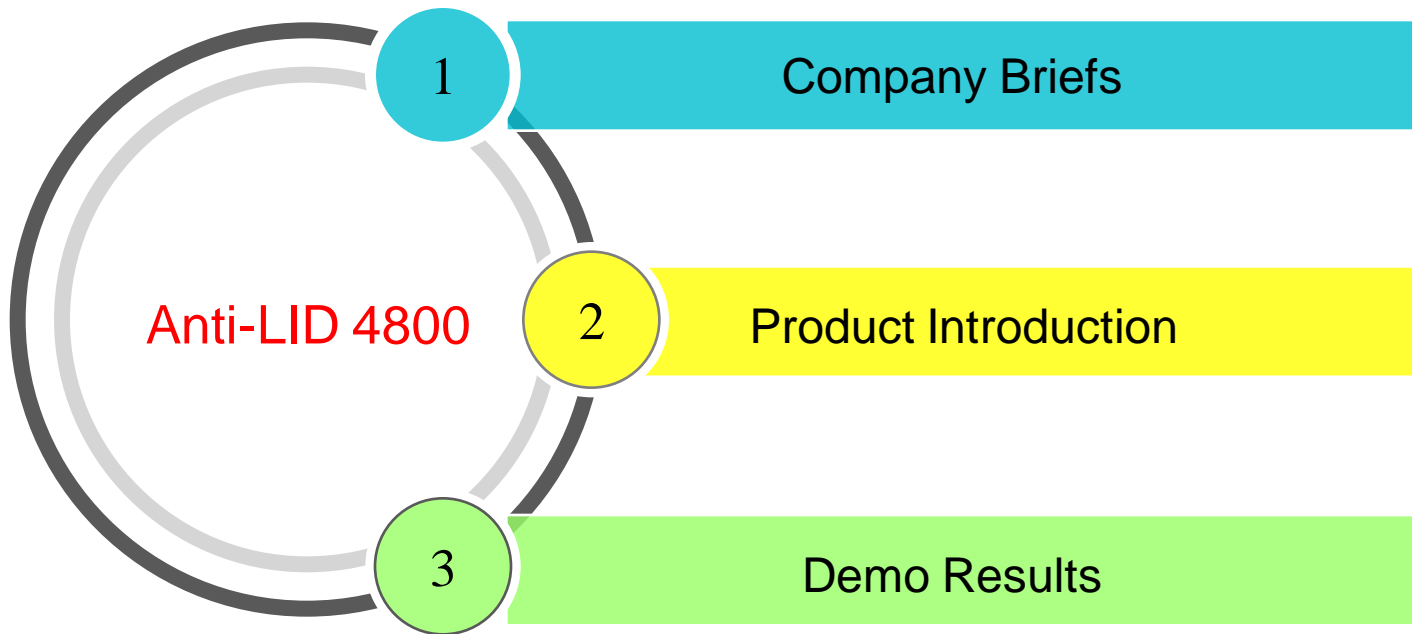 1
Company Briefs
Anti-LID 4800
2
Product Introduction
3
Demo Results